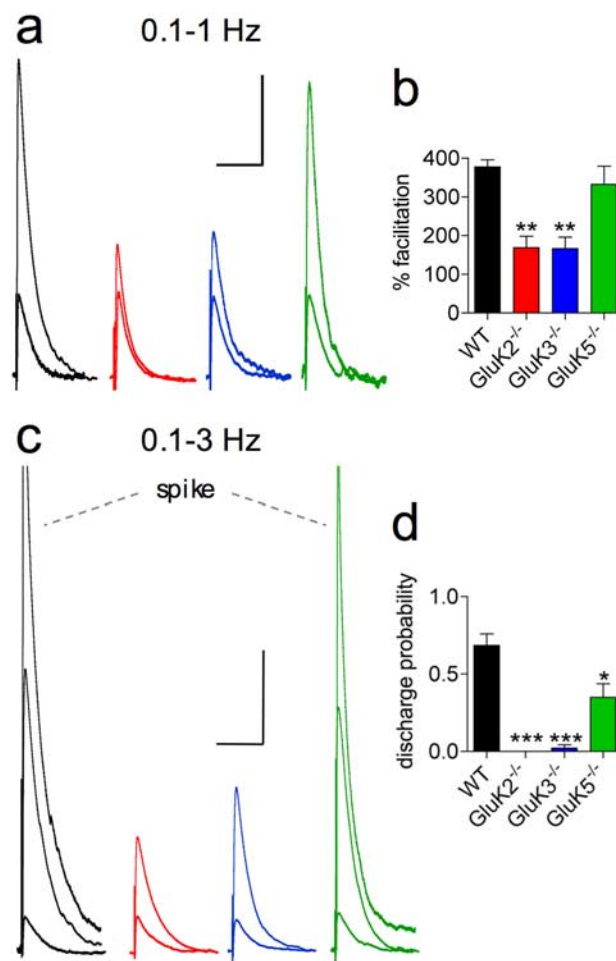 a
0.1-1 Hz
b
400
300
200
100
0
% facilitation
**
**
WT
GluK2-/-
GluK3-/-
GluK5-/-
c
0.1-3 Hz
spike
d
1.0
0.5
0.0
discharge probability
***
***
*
WT
GluK2-/-
GluK3-/-
GluK5-/-